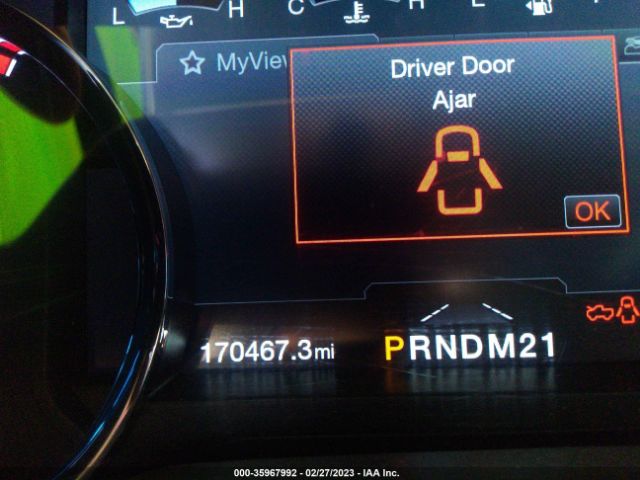 L H C H L
MyView
Driver Door
Ajar
OK
170467.3mi
PRNDM21
000-35967992 - 02/27/2023 - IAA Inc.